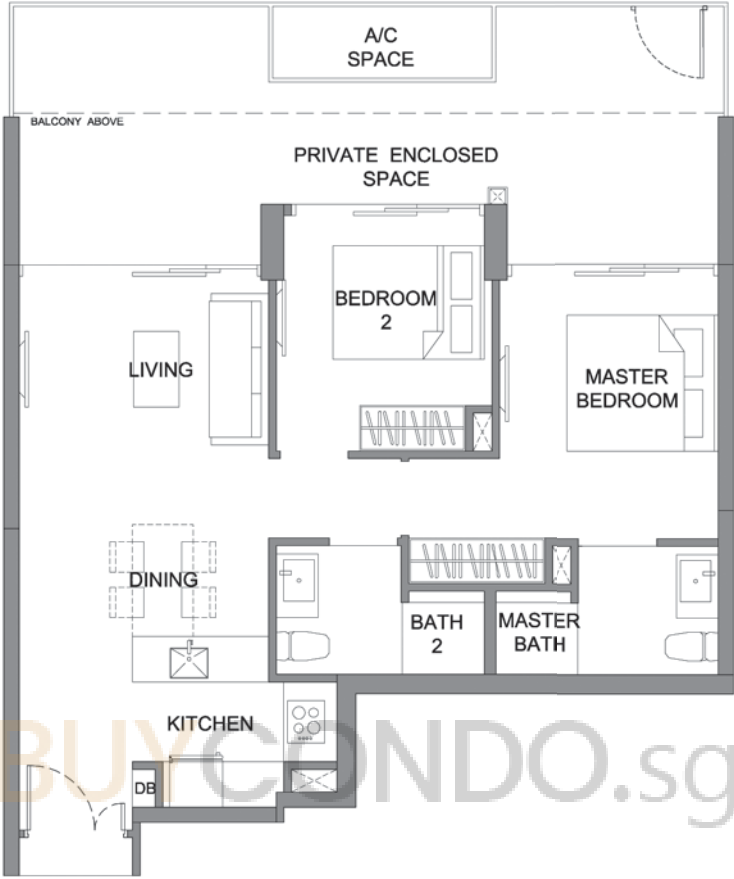 A/C
SPACE
BALCONY ABOVE
PRIVATE ENCLOSED
SPACE
BEDROOM
2
LIVING
MASTER
BEDROOM
DINING
BATH
2
MASTER
BATH
KITCHEN
BUYCONDO.sg
DB